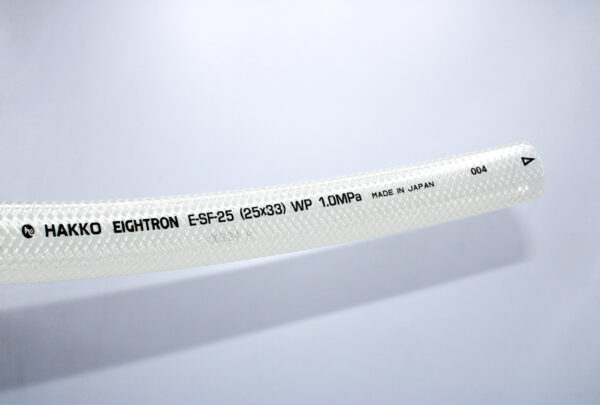 HAKKO EIGHTRON E-SF-25 (25x33) WP 1.0MPa MADE IN JAPAN 004